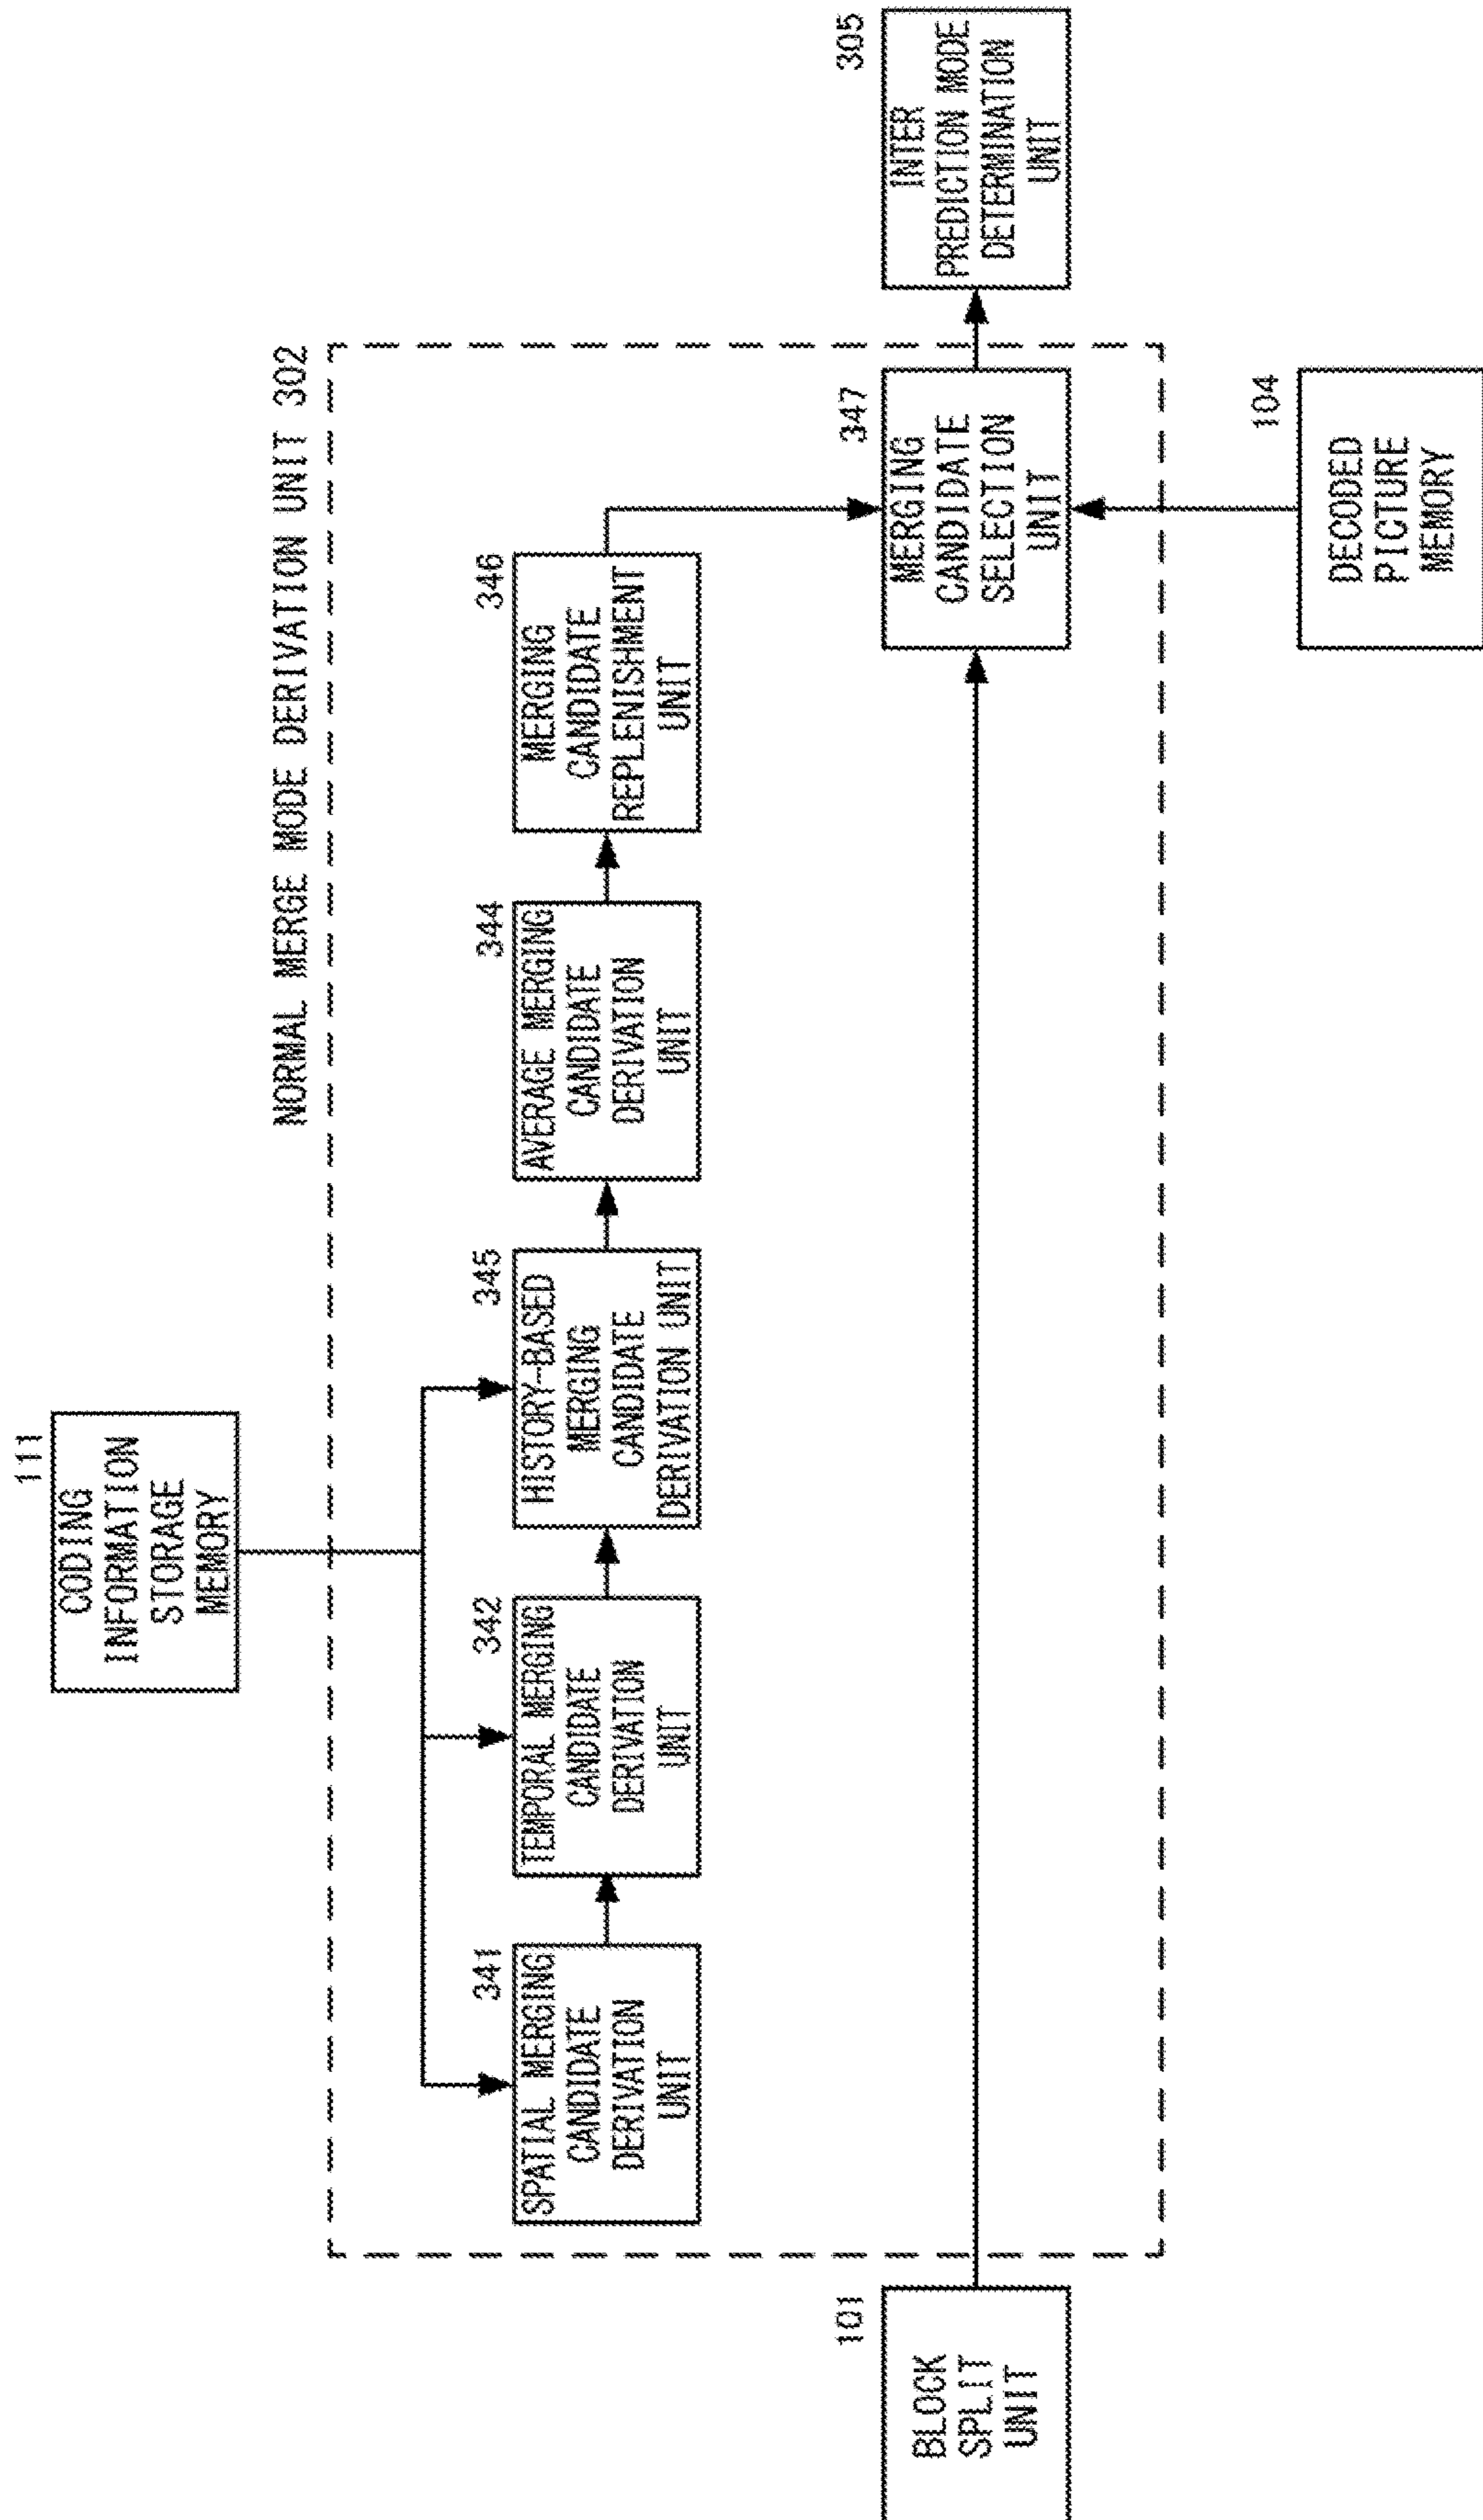 111
CODING
INFORMATION
STORAGE
MEMORY
NORMAL MERGE MODE DERIVATION UNIT 302
341
SPATIAL MERGING
CANDIDATE
DERIVATION
UNIT
342
TEMPORAL MERGING
CANDIDATE
DERIVATION
UNIT
345
HISTORY-BASED
MERGING
CANDIDATE
DERIVATION UNIT
344
AVERAGE MERGING
CANDIDATE
DERIVATION
UNIT
346
MERGING
CANDIDATE
REPLENISHMENT
UNIT
101
BLOCK
SPLIT
UNIT
347
MERGING
CANDIDATE
SELECTION
UNIT
305
INTER
PREDICTION MODE
DETERMINATION
UNIT
104
DECODED
PICTURE
MEMORY